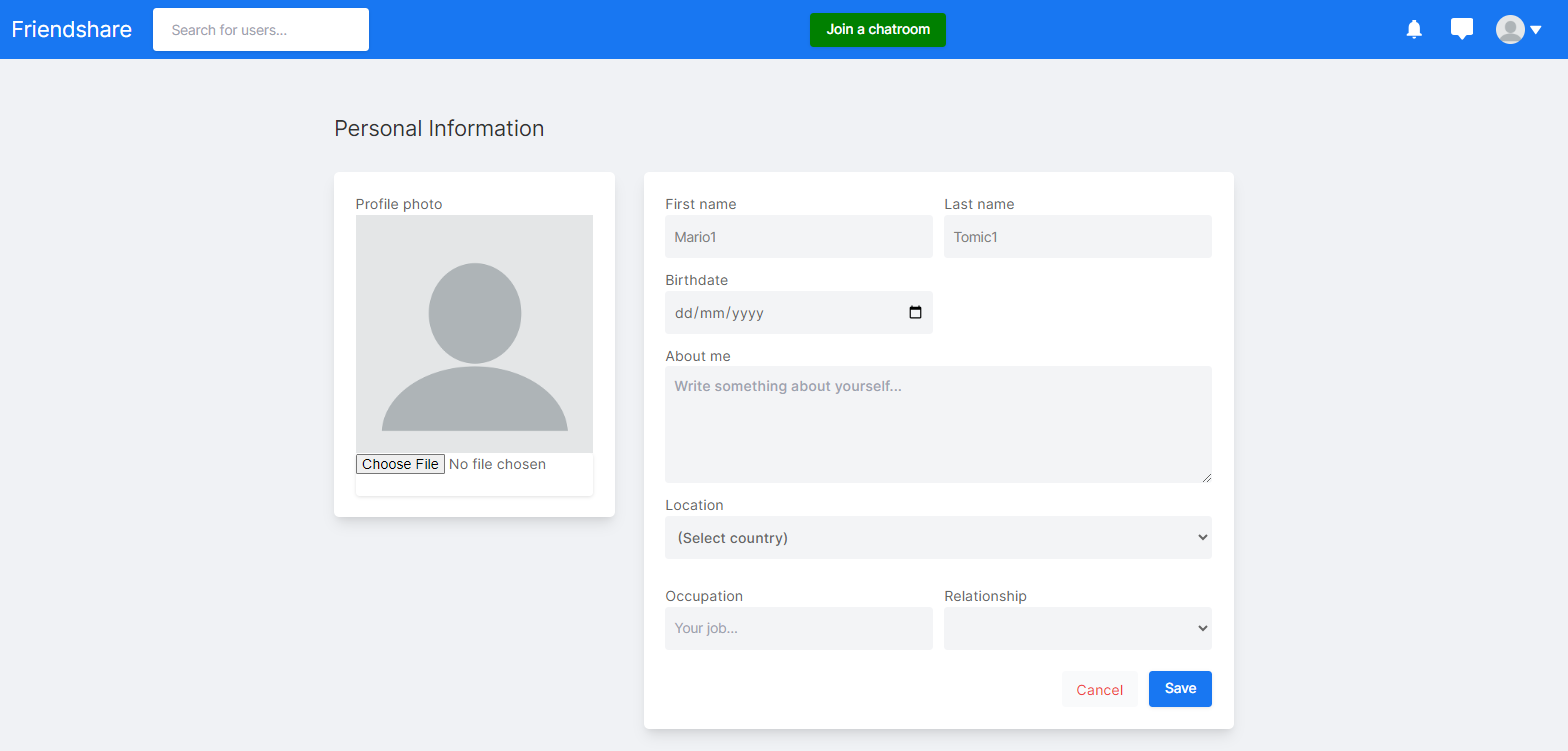 Friendshare Search for users... Join a chatroom
Personal Information
Profile photo
Choose File No file chosen
First name Last name
Mario1 Tomic1
Birthdate
dd/mm/yyyy
About me
Write something about yourself...
Location
(Select country)
Occupation Relationship
Your job...
Cancel Save